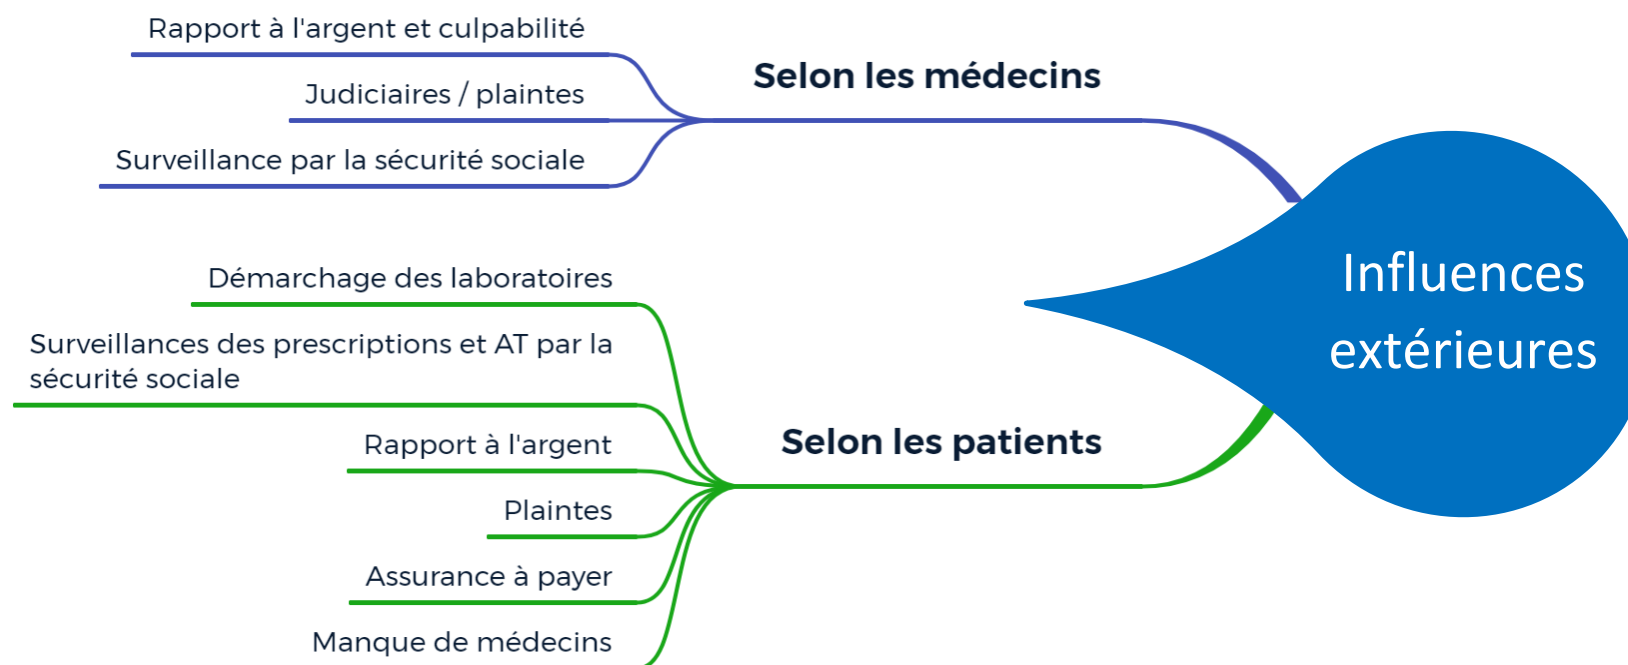 Rapport à l'argent et culpabilité
Judiciaires / plaintes
Surveillance par la sécurité sociale
Selon les médecins
Démarchage des laboratoires
Surveillances des prescriptions et AT par la
sécurité sociale
Rapport à l'argent
Plaintes
Assurance à payer
Manque de médecins
Selon les patients
Influences
extérieures